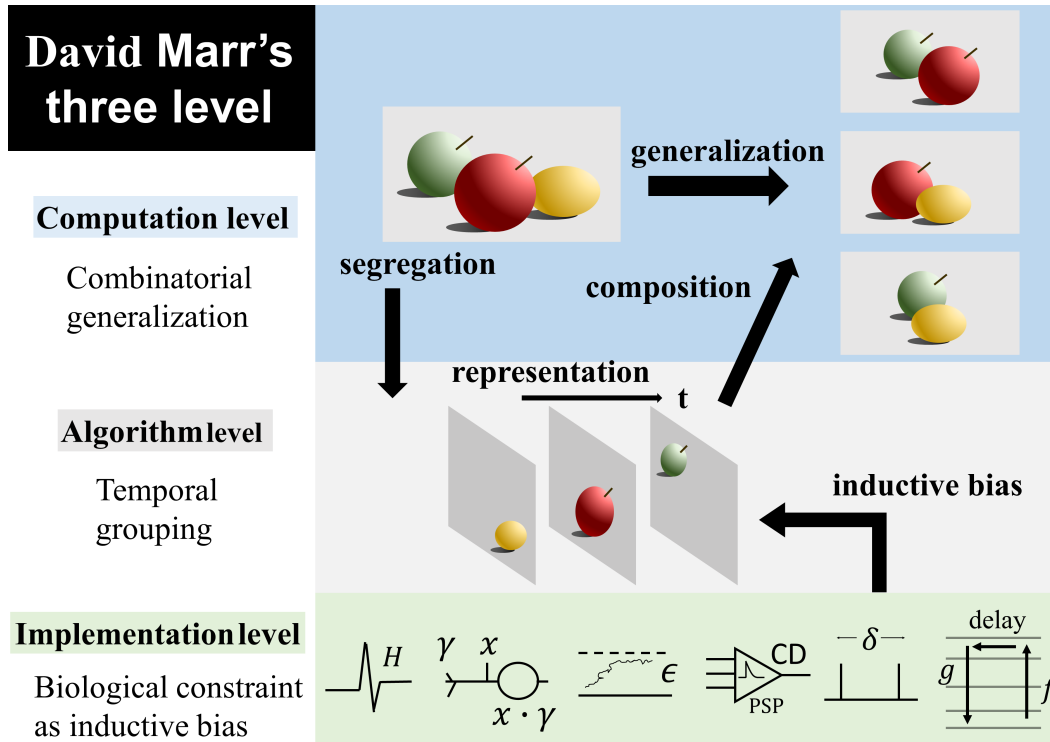 David Marr's
three level
Computation level
Combinatorial
generalization
segregation
generalization
composition
Algorithm level
Temporal
grouping
representation
t
inductive bias
Implementation level
Biological constraint
as inductive bias
H
γ x
x · γ
ϵ
CD
PSP
δ
delay
g
f